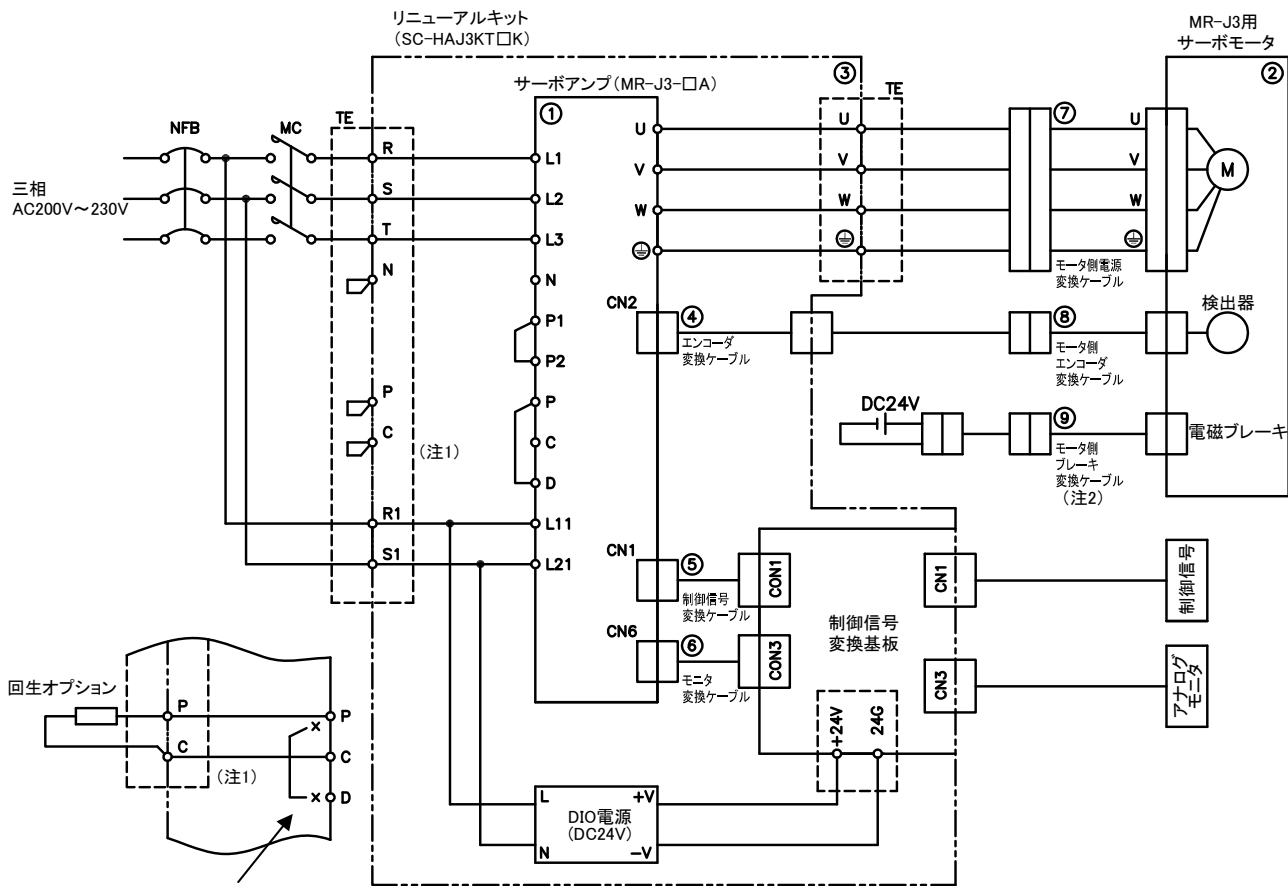 リニューアルキット
(SC-HAJ3KT□K)
MR-J3用
サーボモータ
サーボアンプ(MR-J3-□A)
③
②
①
TE
TE
NFB
MC
三相
AC200V～230V
R
S
T
N
P
C
(注1)
R1
S1
L1
L2
L3
N
P1
P2
P
C
D
L11
L21
U
V
W
U
V
W
⑦
U
V
W
M
モータ側電源
変換ケーブル
CN2
④
エンコーダ
変換ケーブル
⑧
モータ側
エンコーダ
変換ケーブル
検出器
DC24V
⑨
モータ側
ブレーキ
変換ケーブル
(注2)
電磁ブレーキ
CN1
⑤
制御信号
変換ケーブル
CON1
CN1
制御信号
制御信号
変換基板
CN6
⑥
モニタ
変換ケーブル
CON3
CN3
アナログ
モニタ
+24V
24G
回生オプション
P
C
(注1)
P
C
D
L
N
DIO電源
(DC24V)
+V
-V